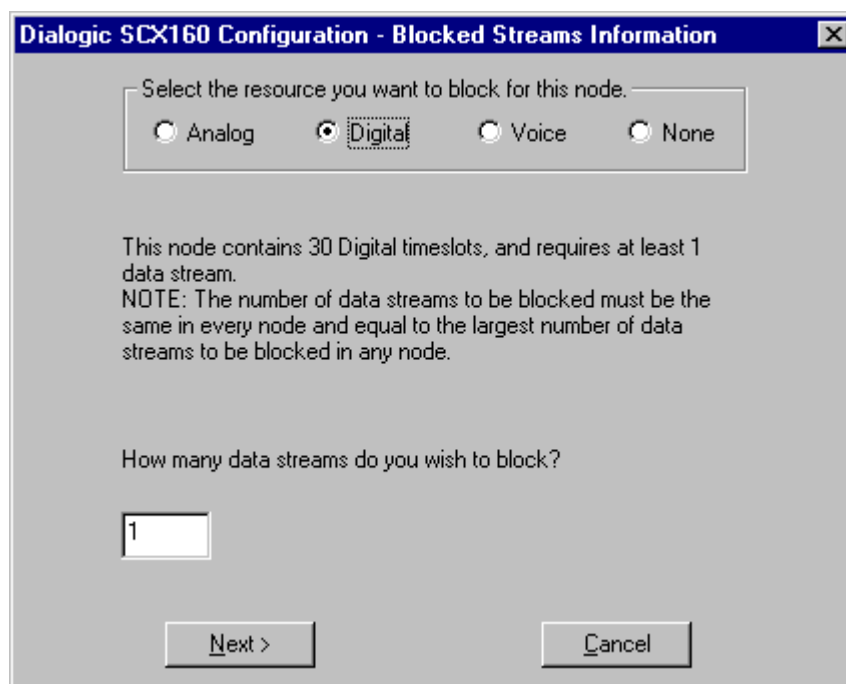 Dialogic SCX160 Configuration - Blocked Streams Information
Select the resource you want to block for this node.
Analog Digital Voice None
This node contains 30 Digital timeslots, and requires at least 1
data stream.
NOTE: The number of data streams to be blocked must be the
same in every node and equal to the largest number of data
streams to be blocked in any node.
How many data streams do you wish to block?
1
Next > Cancel